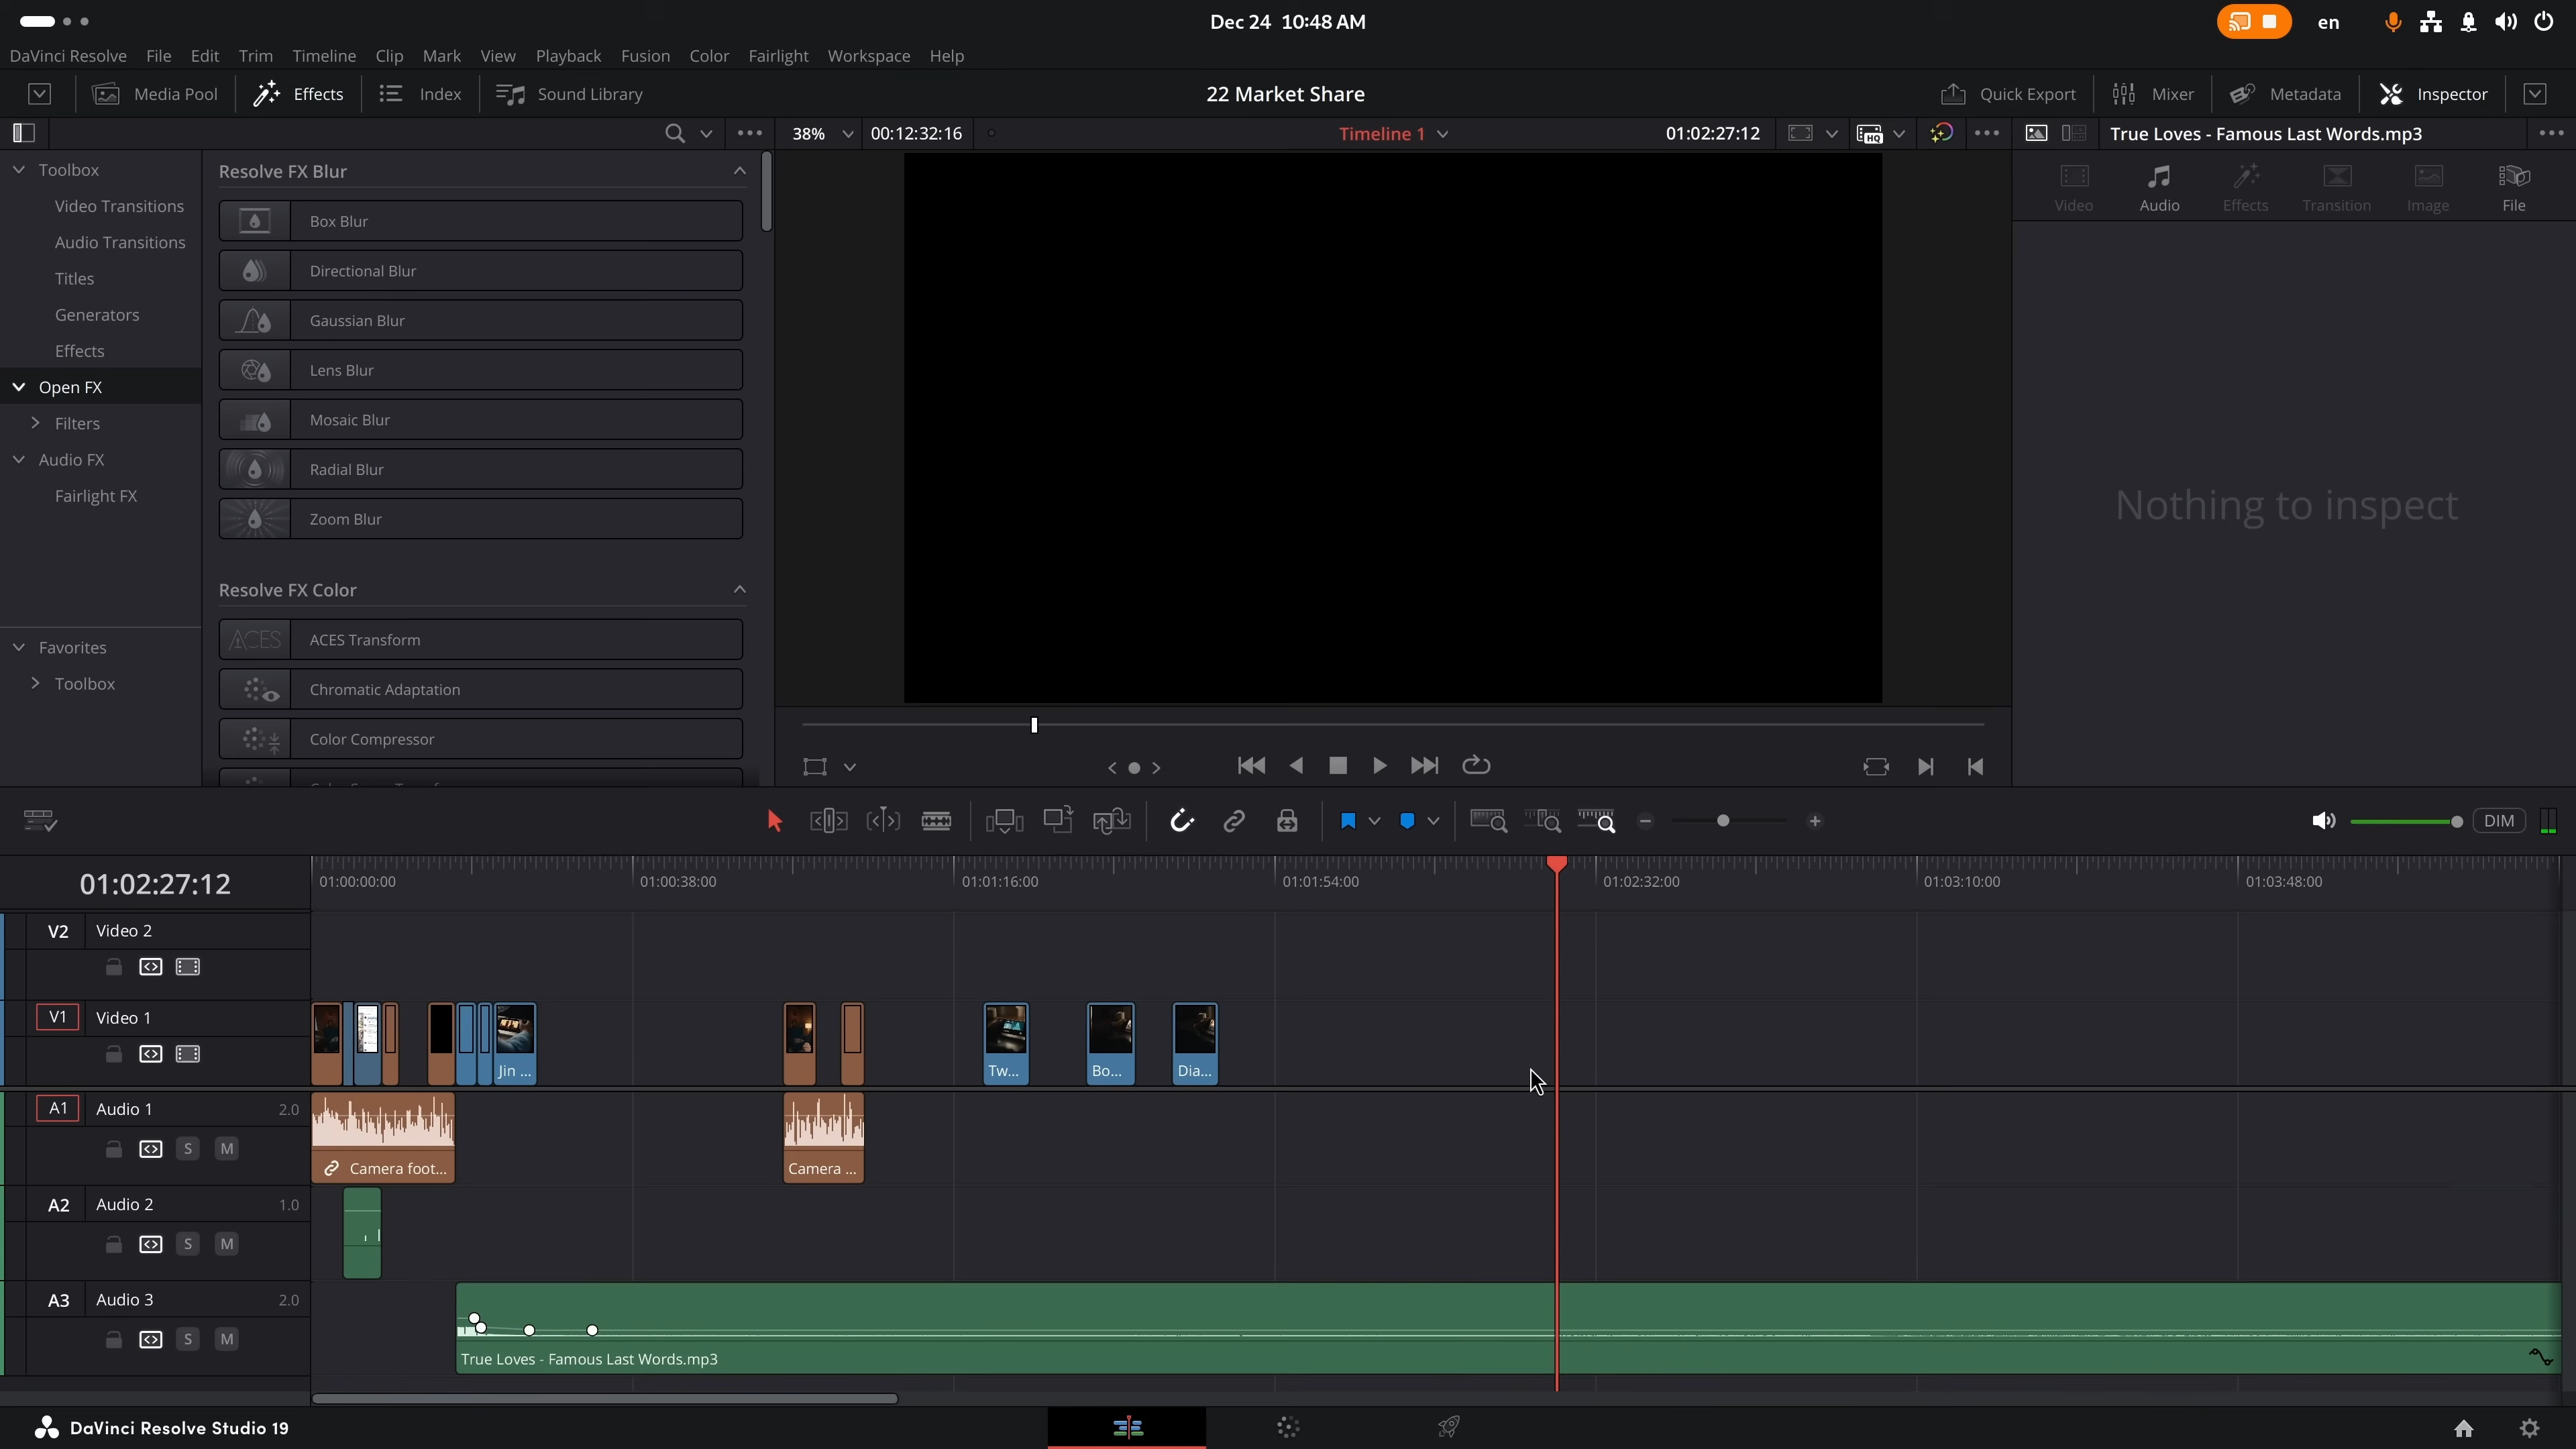 Dec 24 10:48 AM
en
DaVinci Resolve File Edit Trim Timeline Clip Mark View Playback Fusion Color Fairlight Workspace Help
Media Pool Effects Index Sound Library 22 Market Share Quick Export Mixer Metadata Inspector
38% 00:12:32:16 Timeline 1 01:02:27:12 True Loves - Famous Last Words.mp3
Toolbox
Video Transitions
Audio Transitions
Titles
Generators
Effects
Open FX
Filters
Audio FX
Fairlight FX
Favorites
Toolbox
Resolve FX Blur
Box Blur
Directional Blur
Gaussian Blur
Lens Blur
Mosaic Blur
Radial Blur
Zoom Blur
Resolve FX Color
ACES
ACES Transform
Chromatic Adaptation
Color Compressor
HQ
Video Audio Effects Transition Image File
Nothing to inspect
DIM
01:02:27:12
01:00:00:00 01:00:38:00 01:01:16:00 01:01:54:00 01:02:32:00 01:03:10:00 01:03:48:00
V2 Video 2
V1 Video 1
Jin ... Tw... Bo... Dia...
A1 Audio 1 2.0
S M
Camera foot... Camera ...
A2 Audio 2 1.0
S M
A3 Audio 3 2.0
S M
True Loves - Famous Last Words.mp3
DaVinci Resolve Studio 19